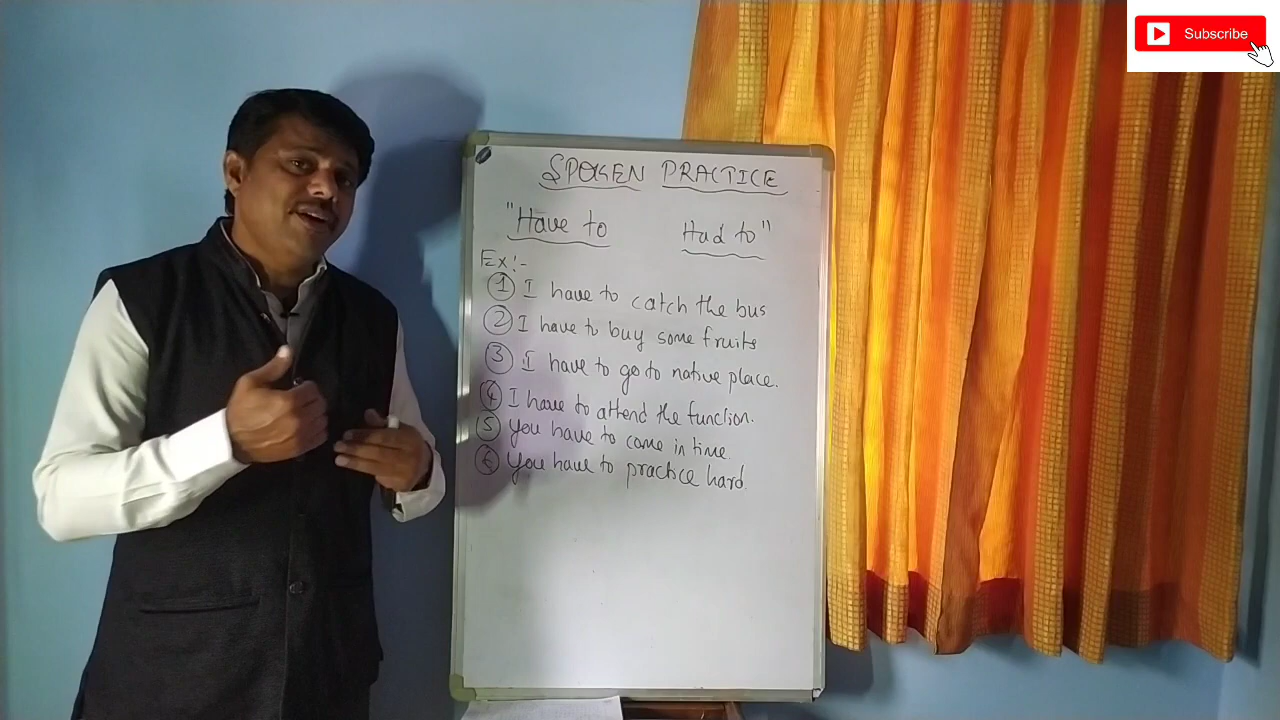 Subscribe
SPOKEN PRACTICE
"Have to Had to"
Ex:-
1 I have to catch the bus
2 I have to buy some fruits
3 I have to go to native place.
4 I have to attend the function.
5 You have to come in time.
6 You have to practice hard.